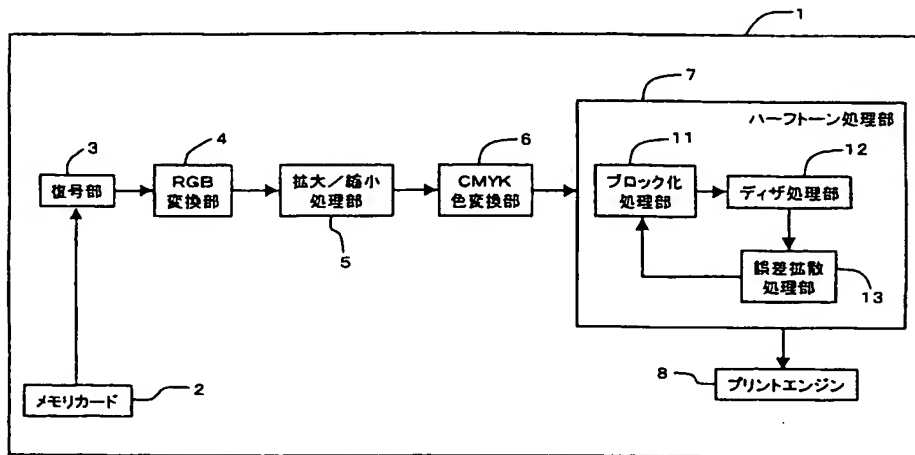 1
7
ハーフトーン処理部
3
復号部
4
RGB
変換部
拡大/縮小
処理部
5
6
CMYK
色変換部
11
ブロック化
処理部
12
ディザ処理部
誤差拡散
処理部
13
メモリカード
2
8
プリントエンジン